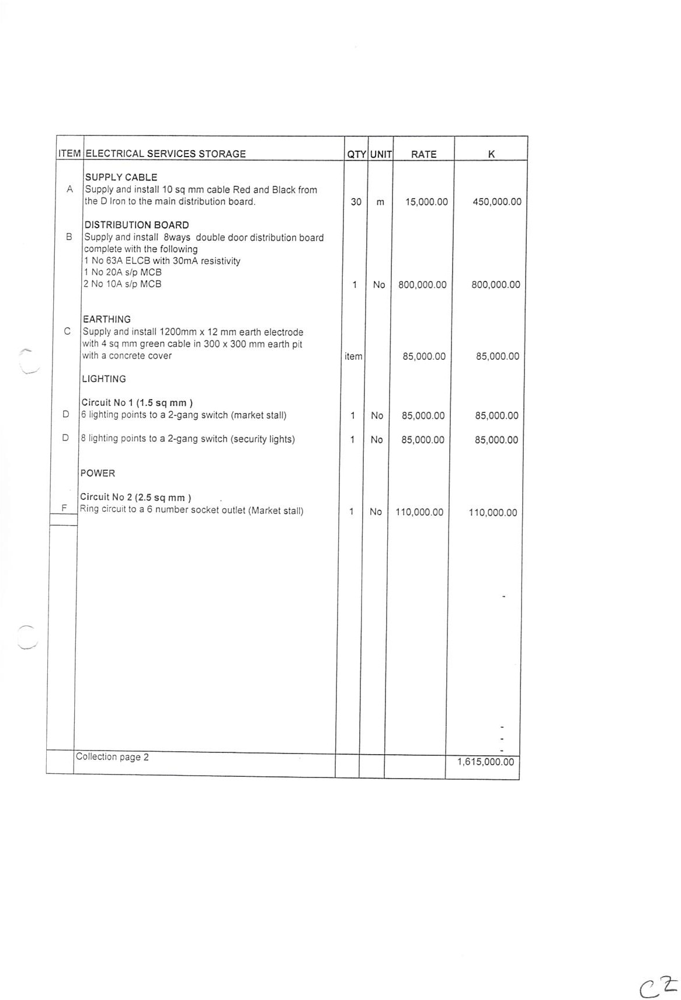 ITEM ELECTRICAL SERVICES STORAGE QTY UNIT RATE K
SUPPLY CABLE
A Supply and install 10 sq mm cable Red and Black from
the D Iron to the main distribution board. 30 m 15,000.00 450,000.00
DISTRIBUTION BOARD
B Supply and install 8ways double door distribution board
complete with the following
1 No 63A ELCB with 30mA resistivity
1 No 20A s/p MCB
2 No 10A s/p MCB 1 No 800,000.00 800,000.00
EARTHING
C Supply and install 1200mm x 12 mm earth electrode
with 4 sq mm green cable in 300 x 300 mm earth pit
with a concrete cover item 85,000.00 85,000.00
LIGHTING
Circuit No 1 (1.5 sq mm )
D 6 lighting points to a 2-gang switch (market stall) 1 No 85,000.00 85,000.00
D 8 lighting points to a 2-gang switch (security lights) 1 No 85,000.00 85,000.00
POWER
Circuit No 2 (2.5 sq mm )
F Ring circuit to a 6 number socket outlet (Market stall) 1 No 110,000.00 110,000.00
-
-
-
-
Collection page 2 1,615,000.00
CZ